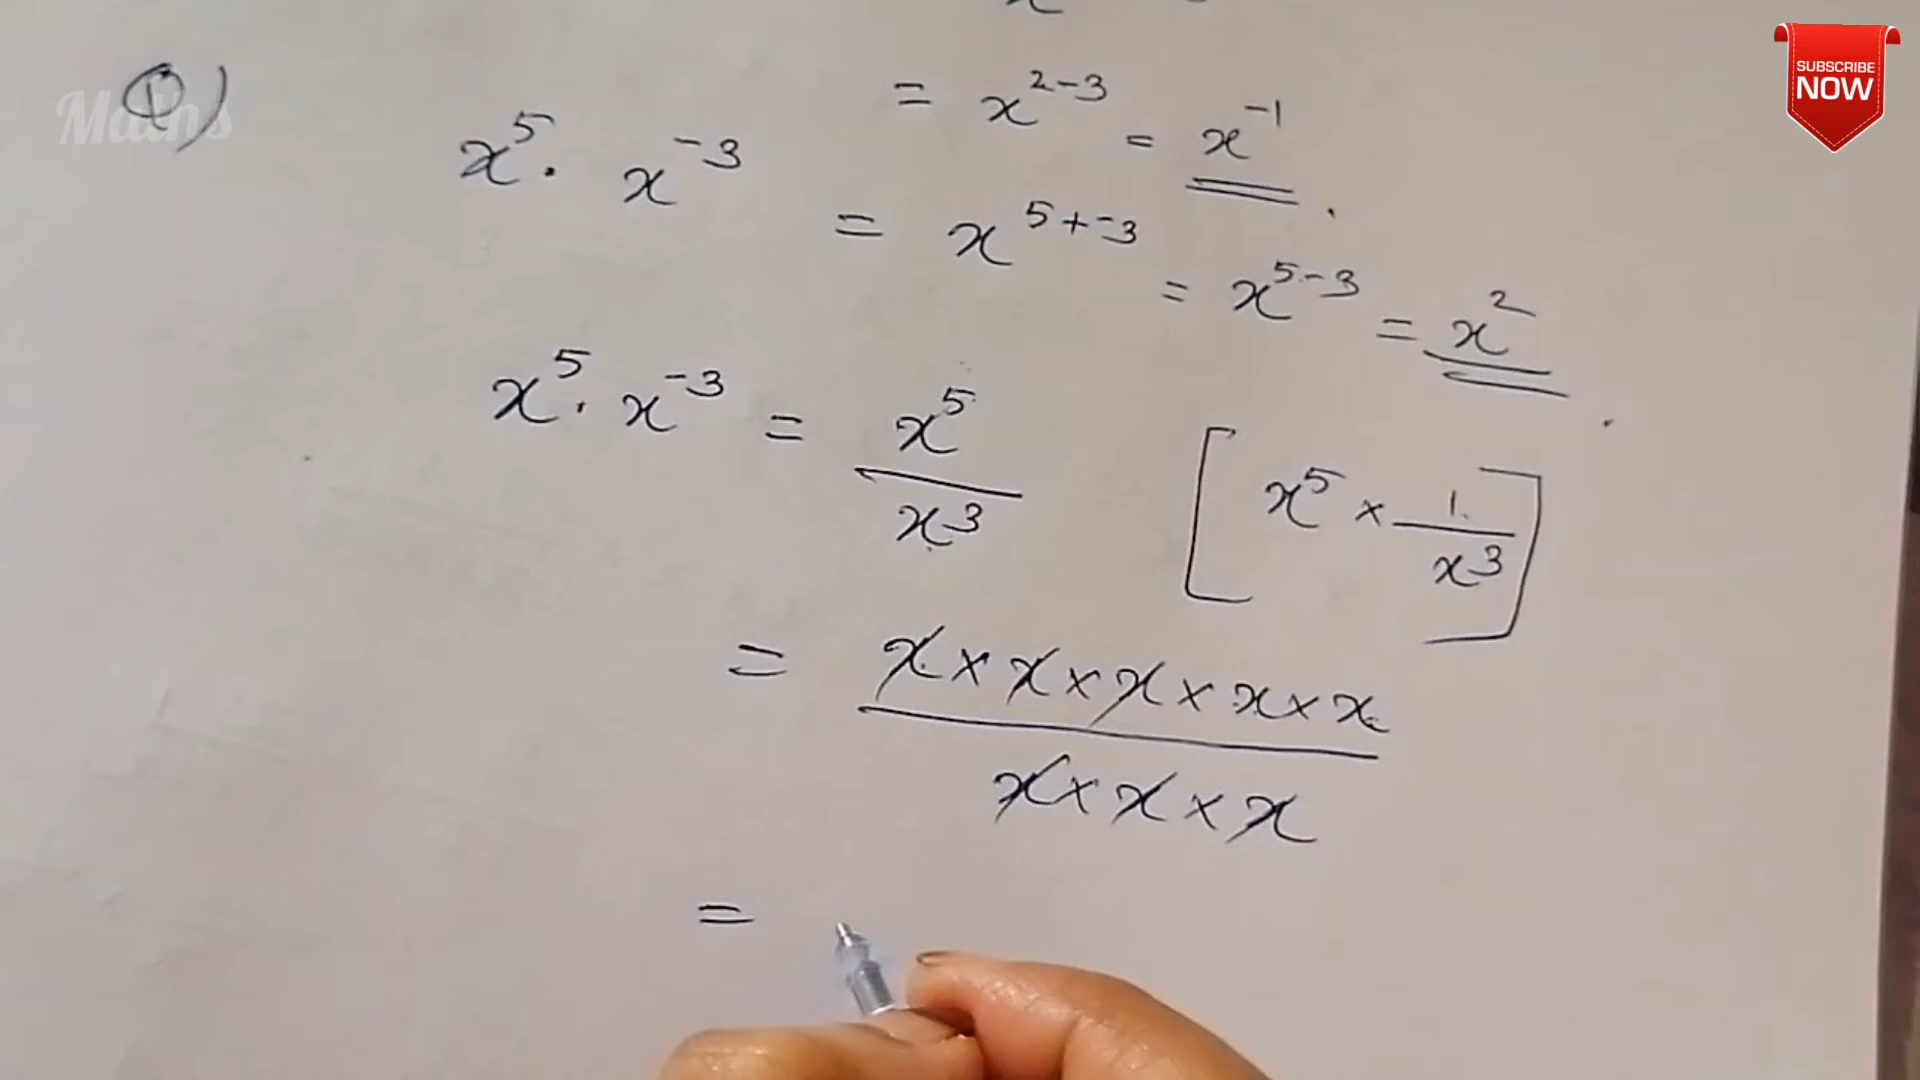 SUBSCRIBE
NOW
Maths
Q)
= x^{2-3} = x^{-1}
x^5 . x^{-3} = x^{5+-3} = x^{5-3} = x^2
x^5 . x^{-3} = x^5 / x^3 [x^5 × 1/x^3]
= x × x × x × x × x / x × x × x
=